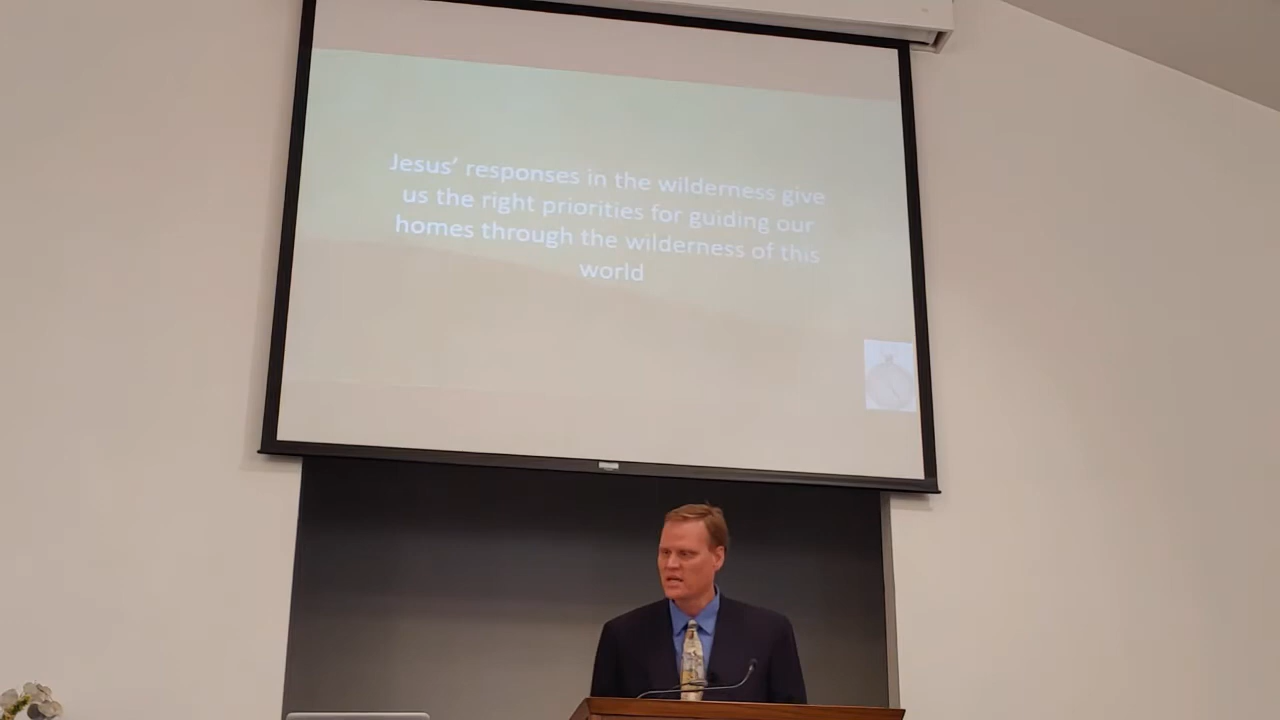 Jesus’ responses in the wilderness give
us the right priorities for guiding our
homes through the wilderness of this
world